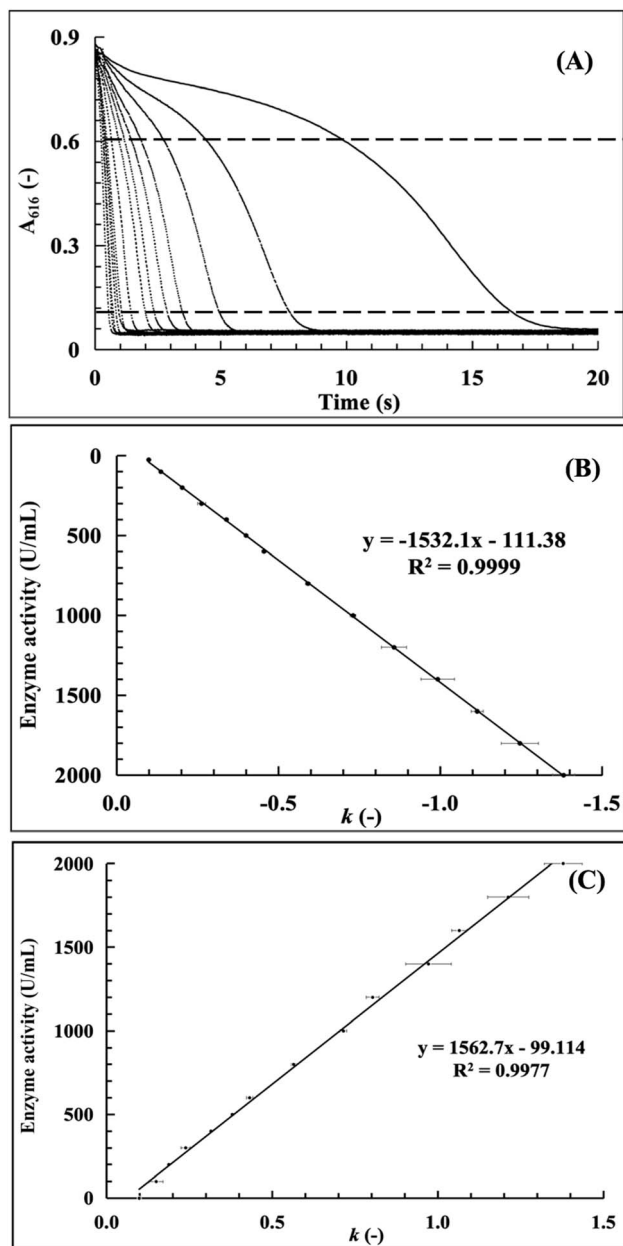 (A)
0.9
0.6
0.3
0
A616 (-)
0
5
10
15
20
Time (s)
(B)
0
500
1000
1500
2000
Enzyme activity (U/mL)
y = -1532.1x - 111.38
R² = 0.9999
0.0
-0.5
-1.0
-1.5
k (-)
(C)
2000
1500
1000
500
0
Enzyme activity (U/mL)
y = 1562.7x - 99.114
R² = 0.9977
0.0
0.5
1.0
1.5
k (-)